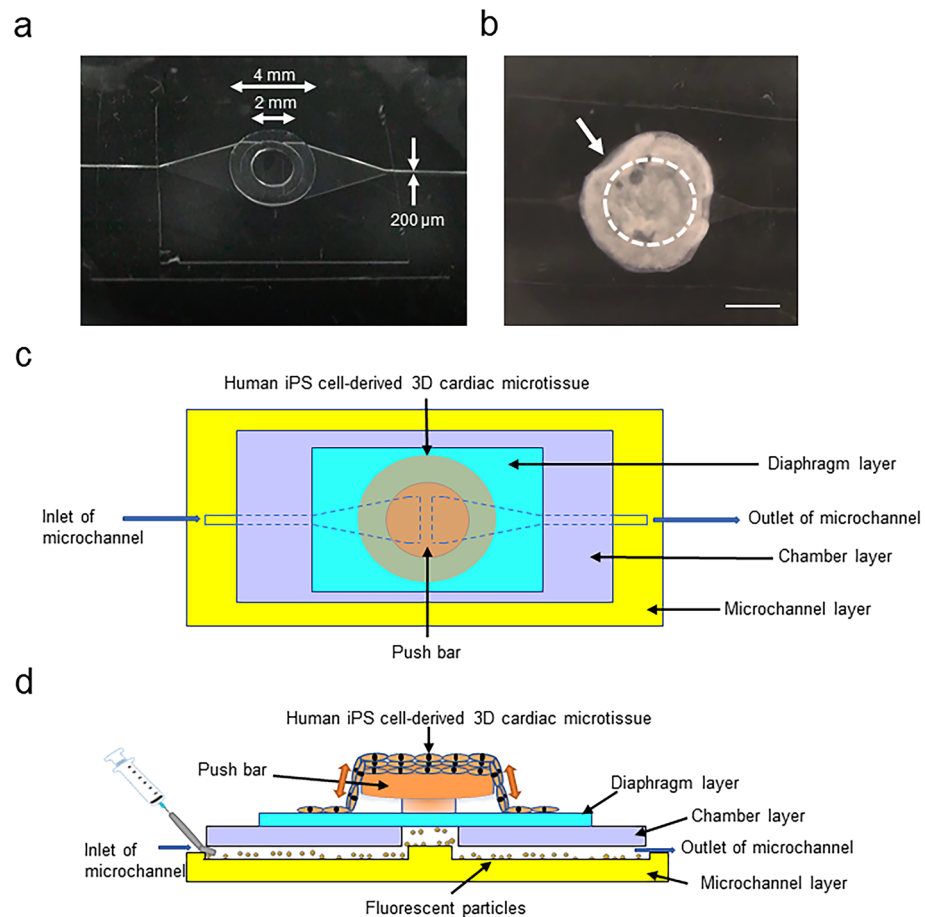 a
b
4 mm
2 mm
200 µm
c
Human iPS cell-derived 3D cardiac microtissue
Diaphragm layer
Inlet of
microchannel
Outlet of microchannel
Chamber layer
Microchannel layer
Push bar
d
Human iPS cell-derived 3D cardiac microtissue
Push bar
Diaphragm layer
Chamber layer
Inlet of
microchannel
Outlet of microchannel
Microchannel layer
Fluorescent particles